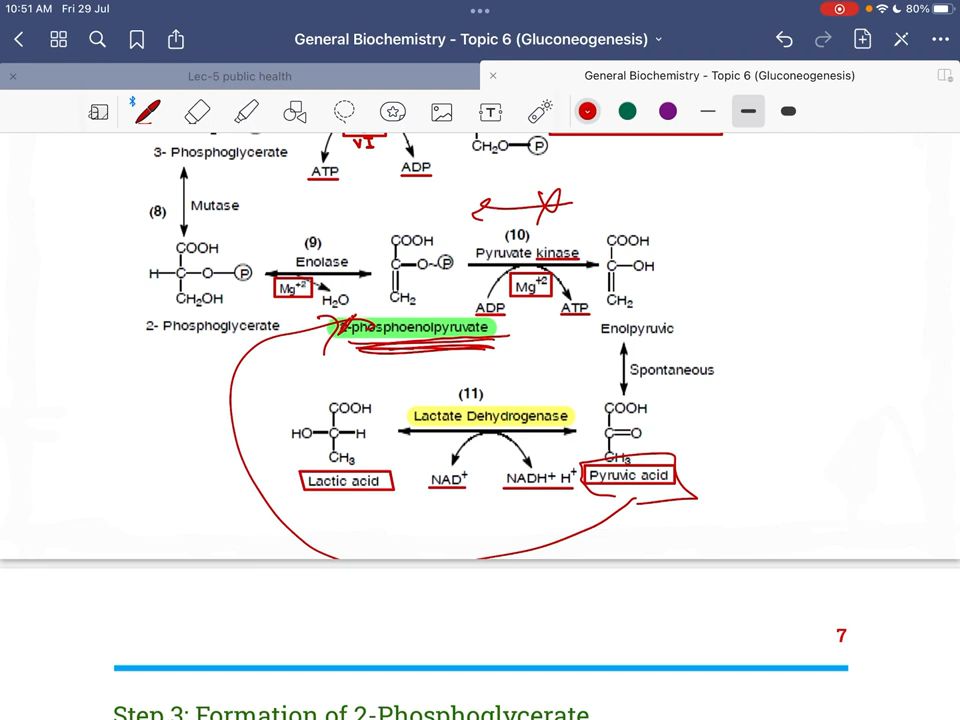 10:51 AM Fri 29 Jul
80%
General Biochemistry - Topic 6 (Gluconeogenesis)
Lec-5 public health
General Biochemistry - Topic 6 (Gluconeogenesis)
3- Phosphoglycerate
VI
ATP
ADP
CH₂O—P
(8)
Mutase
COOH
H—C—O—P
CH₂OH
2- Phosphoglycerate
(9)
Enolase
Mg⁺²
H₂O
COOH
C—O~P
CH₂
-phosphoenolpyruvate
(10)
Pyruvate kinase
Mg⁺²
ADP
ATP
COOH
C—OH
CH₂
Enolpyruvic
Spontaneous
(11)
Lactate Dehydrogenase
NAD⁺
NADH+ H⁺
COOH
HO—C—H
CH₃
Lactic acid
COOH
C=O
CH₃
Pyruvic acid
7
Step 3: Formation of 2-Phosphoglycerate